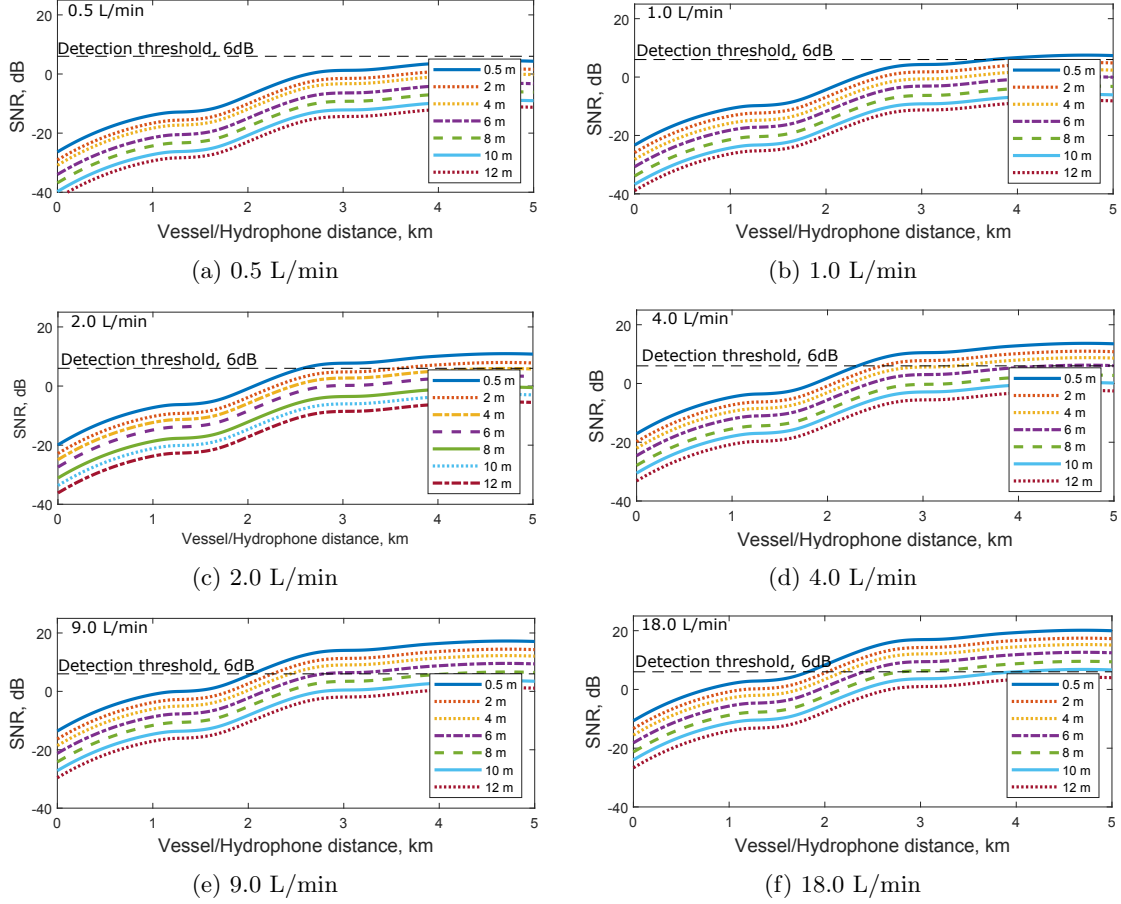 0.5 L/min
Detection threshold, 6dB
SNR, dB
20
0
-20
-40
0 1 2 3 4 5
Vessel/Hydrophone distance, km
0.5 m
2 m
4 m
6 m
8 m
10 m
12 m
(a) 0.5 L/min
1.0 L/min
Detection threshold, 6dB
SNR, dB
20
0
-20
-40
0 1 2 3 4 5
Vessel/Hydrophone distance, km
0.5 m
2 m
4 m
6 m
8 m
10 m
12 m
(b) 1.0 L/min
2.0 L/min
Detection threshold, 6dB
SNR, dB
20
0
-20
-40
0 1 2 3 4 5
Vessel/Hydrophone distance, km
0.5 m
2 m
4 m
6 m
8 m
10 m
12 m
(c) 2.0 L/min
4.0 L/min
Detection threshold, 6dB
SNR, dB
20
0
-20
-40
0 1 2 3 4 5
Vessel/Hydrophone distance, km
0.5 m
2 m
4 m
6 m
8 m
10 m
12 m
(d) 4.0 L/min
9.0 L/min
Detection threshold, 6dB
SNR, dB
20
0
-20
-40
0 1 2 3 4 5
Vessel/Hydrophone distance, km
0.5 m
2 m
4 m
6 m
8 m
10 m
12 m
(e) 9.0 L/min
18.0 L/min
Detection threshold, 6dB
SNR, dB
20
0
-20
-40
0 1 2 3 4 5
Vessel/Hydrophone distance, km
0.5 m
2 m
4 m
6 m
8 m
10 m
12 m
(f) 18.0 L/min